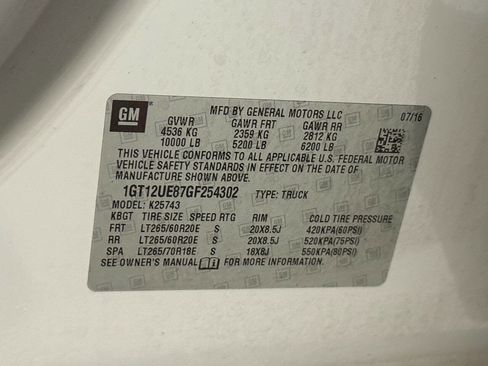 GM
MFD BY GENERAL MOTORS LLC 07/16
GVWR GAWR FRT GAWR RR
4536 KG 2359 KG 2812 KG
10000 LB 5200 LB 6200 LB
THIS VEHICLE CONFORMS TO ALL APPLICABLE U.S. FEDERAL MOTOR
VEHICLE SAFETY STANDARDS IN EFFECT ON THE DATE OF
MANUFACTURE SHOWN ABOVE.
1GT12UE87GF254302 TYPE: TRUCK
MODEL: K25743
KBGT TIRE SIZE SPEED RTG RIM COLD TIRE PRESSURE
FRT LT265/60R20E S 20X8.5J 420KPA(60PSI)
RR LT265/60R20E S 20X8.5J 520KPA(75PSI)
SPA LT265/70R18E S 18X8J 550KPA(80PSI)
SEE OWNER'S MANUAL FOR MORE INFORMATION.